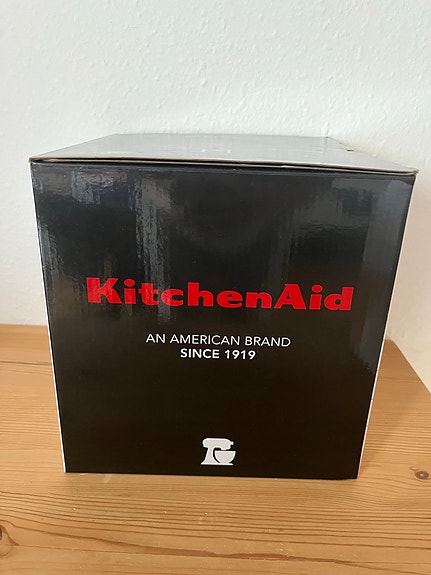 KitchenAid
AN AMERICAN BRAND
SINCE 1919